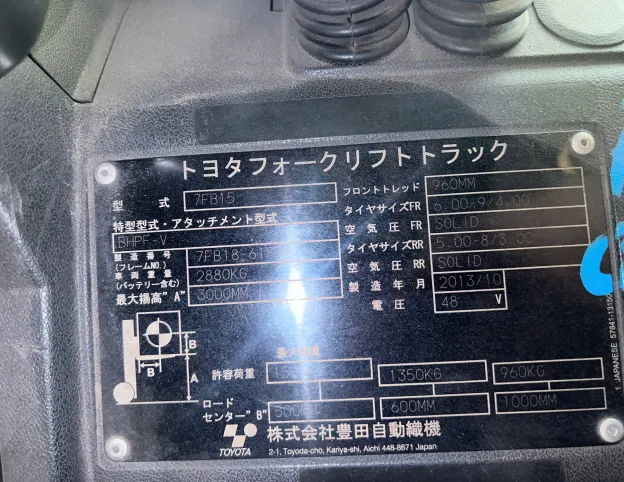 トヨタフォークリフトトラック
型 式 7FB15
特型型式・アタッチメント型式
BHPF-V
製造番号 (フレームNO.) 7FB18-61
車両重量 (バッテリー含む) 2880KG
最大揚高"A" 3000MM
フロントトレッド 960MM
タイヤサイズFR 6.00-9/4.00
空気圧 FR SOLID
タイヤサイズRR 5.00-8/3.00
空気圧 RR SOLID
製造年月 2013/10
電圧 48 V
B
B
A
許容荷重 1350KG 960KG
ロード
センター"B" 500 600MM 1000MM
TOYOTA
株式会社豊田自動織機
2-1, Toyoda-cho, Kariya-shi, Aichi 448-8671 Japan
1 JAPANESE 57841-1315